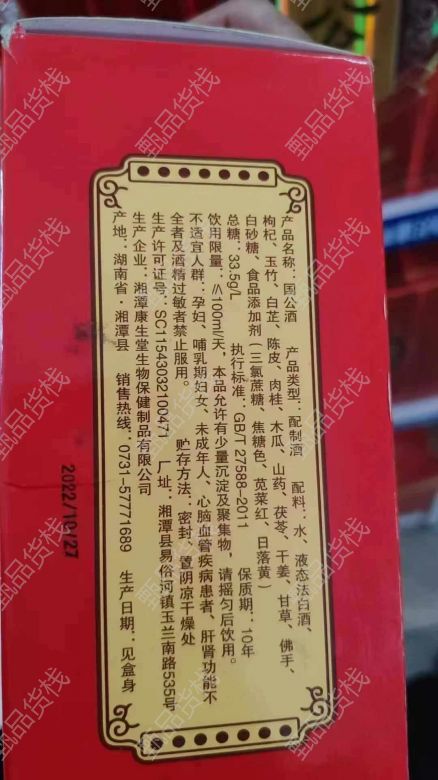 产品名称：国公酒　产品类型：配制酒　配料：水、液态法白酒、
枸杞、玉竹、白芷、陈皮、肉桂、木瓜、山药、茯苓、干姜、甘草、佛手、
白砂糖、食品添加剂（三氯蔗糖、焦糖色、苋菜红、日落黄）
总糖：33.5g/L　执行标准：GB/T 27588-2011　保质期：10年
饮用限量：≤100ml/天，本品允许有少量沉淀及聚集物，请摇匀后饮用。
不适宜人群：孕妇、哺乳期妇女、未成年人、心脑血管疾病患者、肝肾功能不
全者及酒精过敏者禁止服用。　贮存方法：密封、置阴凉干燥处
生产许可证号：SC11543032100471　厂址：湘潭县易俗河镇玉兰南路535号
生产企业：湘潭康生堂生物保健制品有限公司
产地：湖南省·湘潭县　销售热线：0731-57771689　生产日期：见盒身
2022/10/27
甄品货栈